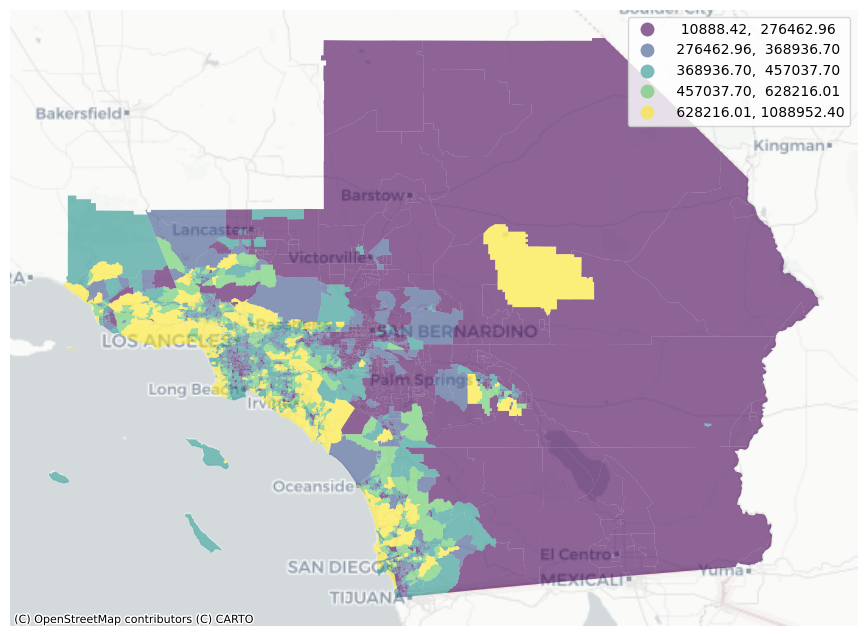 Boulder City
10888.42, 276462.96
276462.96, 368936.70
368936.70, 457037.70
457037.70, 628216.01
628216.01, 1088952.40
Bakersfield
Kingman
Barstow
Lancaster
Victorville
RA
LOS ANGELES
SAN BERNARDINO
Long Beach
Palm Springs
Irvine
Oceanside
SAN DIEGO
El Centro
MEXICALI
Yuma
TIJUANA
(C) OpenStreetMap contributors (C) CARTO